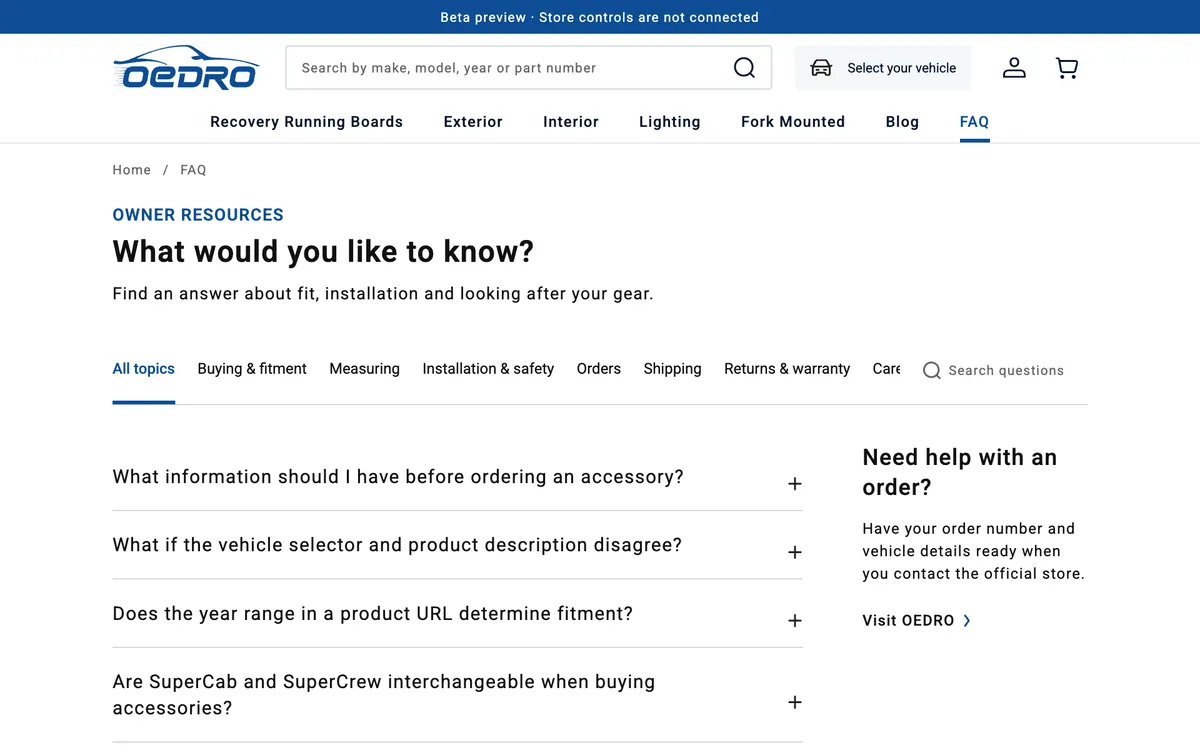 Beta preview · Store controls are not connected
OEDRO
Search by make, model, year or part number
Select your vehicle
Recovery Running Boards
Exterior
Interior
Lighting
Fork Mounted
Blog
FAQ
Home / FAQ
OWNER RESOURCES
What would you like to know?
Find an answer about fit, installation and looking after your gear.
All topics
Buying & fitment
Measuring
Installation & safety
Orders
Shipping
Returns & warranty
Care
Search questions
What information should I have before ordering an accessory?
What if the vehicle selector and product description disagree?
Does the year range in a product URL determine fitment?
Are SuperCab and SuperCrew interchangeable when buying
accessories?
Need help with an
order?
Have your order number and
vehicle details ready when
you contact the official store.
Visit OEDRO